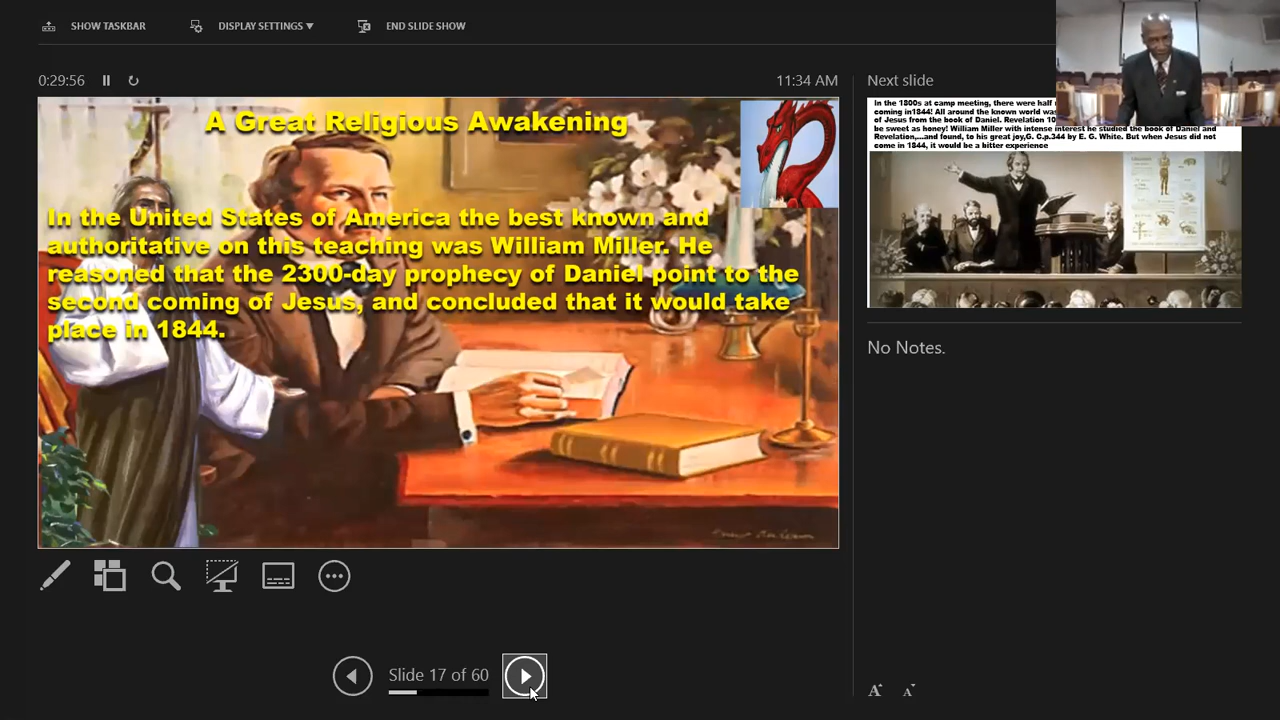 SHOW TASKBAR
DISPLAY SETTINGS ▼
END SLIDE SHOW
0:29:56
11:34 AM
A Great Religious Awakening
In the United States of America the best known and
authoritative on this teaching was William Miller. He
reasoned that the 2300-day prophecy of Daniel point to the
second coming of Jesus, and concluded that it would take
place in 1844.
Next slide
In the 1800s at camp meeting, there were half
coming in1844! All around the known world was
of Jesus from the book of Daniel. Revelation 10
be sweet as honey! William Miller with intense interest he studied the book of Daniel and
Revelation,...and found, to his great joy,G. C.p.344 by E. G. White. But when Jesus did not
come in 1844, it would be a bitter experience
No Notes.
Slide 17 of 60
A A